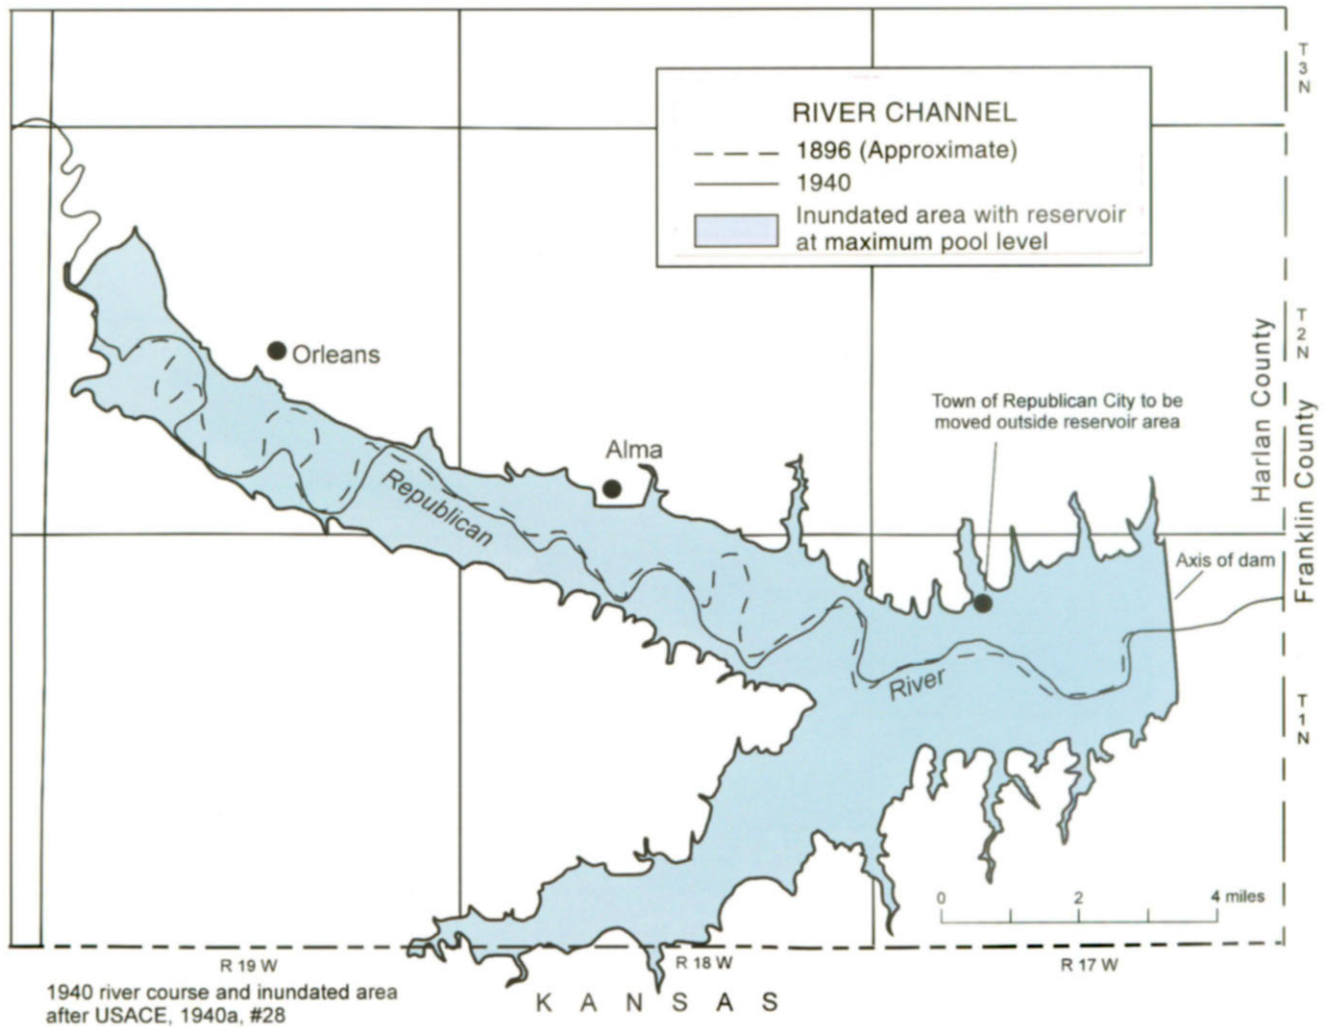 T
3
N
RIVER CHANNEL
1896 (Approximate)
1940
Inundated area with reservoir
at maximum pool level
T
2
N
Orleans
Harlan County
Franklin County
Town of Republican City to be
moved outside reservoir area
Alma
Republican
Axis of dam
River
T
1
N
0 2 4 miles
R 19 W
R 18 W
R 17 W
1940 river course and inundated area
after USACE, 1940a, #28
KANSAS